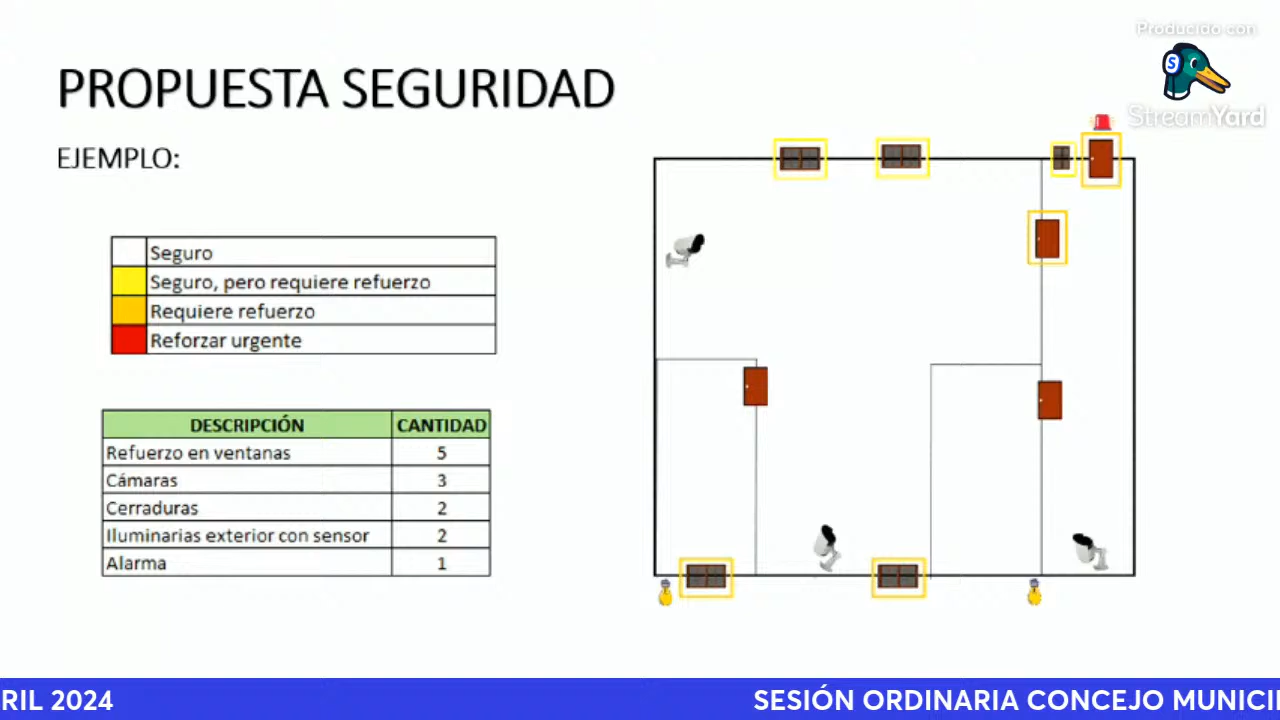 Producido con
StreamYard
PROPUESTA SEGURIDAD
EJEMPLO:
Seguro
Seguro, pero requiere refuerzo
Requiere refuerzo
Reforzar urgente
DESCRIPCIÓN CANTIDAD
Refuerzo en ventanas 5
Cámaras 3
Cerraduras 2
Iluminarias exterior con sensor 2
Alarma 1
RIL 2024 SESIÓN ORDINARIA CONCEJO MUNICI